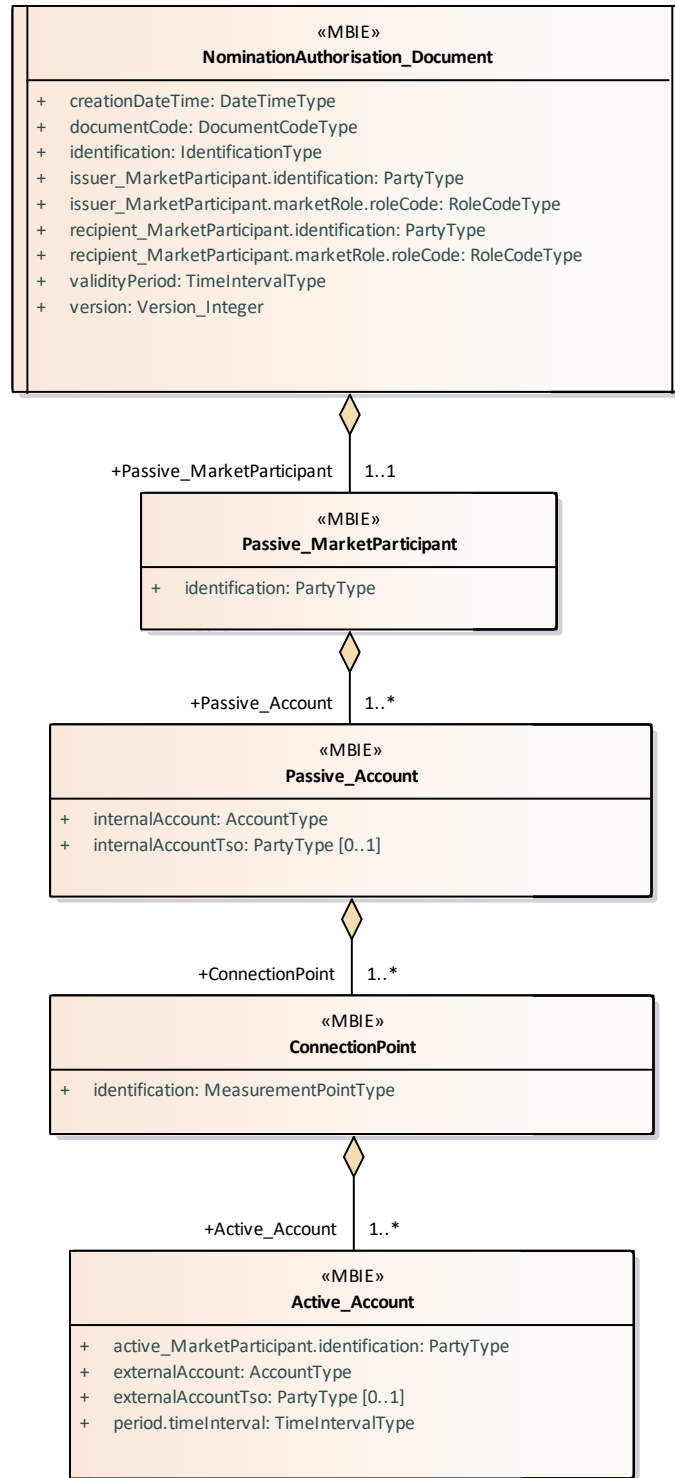 «MBIE»
NominationAuthorisation_Document
+ creationDateTime: DateTimeType
+ documentCode: DocumentCodeType
+ identification: IdentificationType
+ issuer_MarketParticipant.identification: PartyType
+ issuer_MarketParticipant.marketRole.roleCode: RoleCodeType
+ recipient_MarketParticipant.identification: PartyType
+ recipient_MarketParticipant.marketRole.roleCode: RoleCodeType
+ validityPeriod: TimeIntervalType
+ version: Version_Integer
+Passive_MarketParticipant 1..1
«MBIE»
Passive_MarketParticipant
+ identification: PartyType
+Passive_Account 1..*
«MBIE»
Passive_Account
+ internalAccount: AccountType
+ internalAccountTso: PartyType [0..1]
+ConnectionPoint 1..*
«MBIE»
ConnectionPoint
+ identification: MeasurementPointType
+Active_Account 1..*
«MBIE»
Active_Account
+ active_MarketParticipant.identification: PartyType
+ externalAccount: AccountType
+ externalAccountTso: PartyType [0..1]
+ period.timeInterval: TimeIntervalType